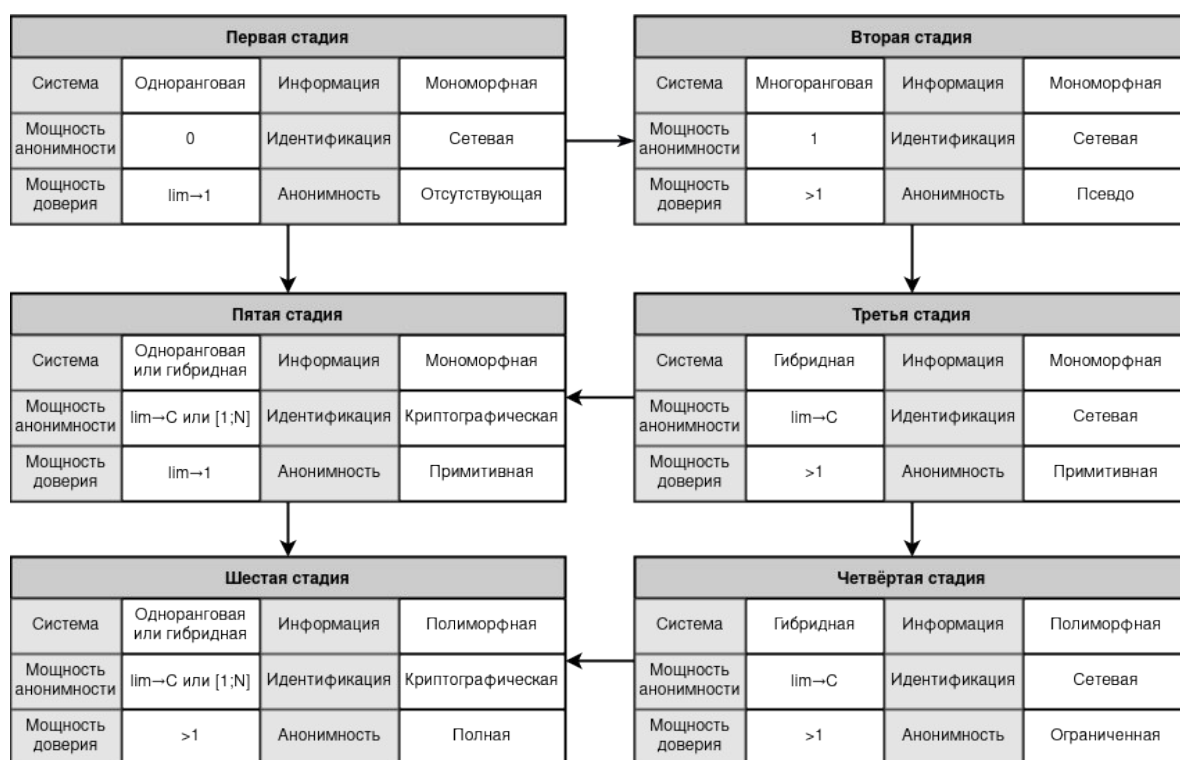 Первая стадия
Система Одноранговая Информация Мономорфная
Мощность
анонимности 0 Идентификация Сетевая
Мощность
доверия lim→1 Анонимность Отсутствующая
Вторая стадия
Система Многоранговая Информация Мономорфная
Мощность
анонимности 1 Идентификация Сетевая
Мощность
доверия >1 Анонимность Псевдо
Пятая стадия
Система Одноранговая
или гибридная Информация Мономорфная
Мощность
анонимности lim→C или [1;N] Идентификация Криптографическая
Мощность
доверия lim→1 Анонимность Примитивная
Третья стадия
Система Гибридная Информация Мономорфная
Мощность
анонимности lim→C Идентификация Сетевая
Мощность
доверия >1 Анонимность Примитивная
Шестая стадия
Система Одноранговая
или гибридная Информация Полиморфная
Мощность
анонимности lim→C или [1;N] Идентификация Криптографическая
Мощность
доверия >1 Анонимность Полная
Четвёртая стадия
Система Гибридная Информация Полиморфная
Мощность
анонимности lim→C Идентификация Сетевая
Мощность
доверия >1 Анонимность Ограниченная